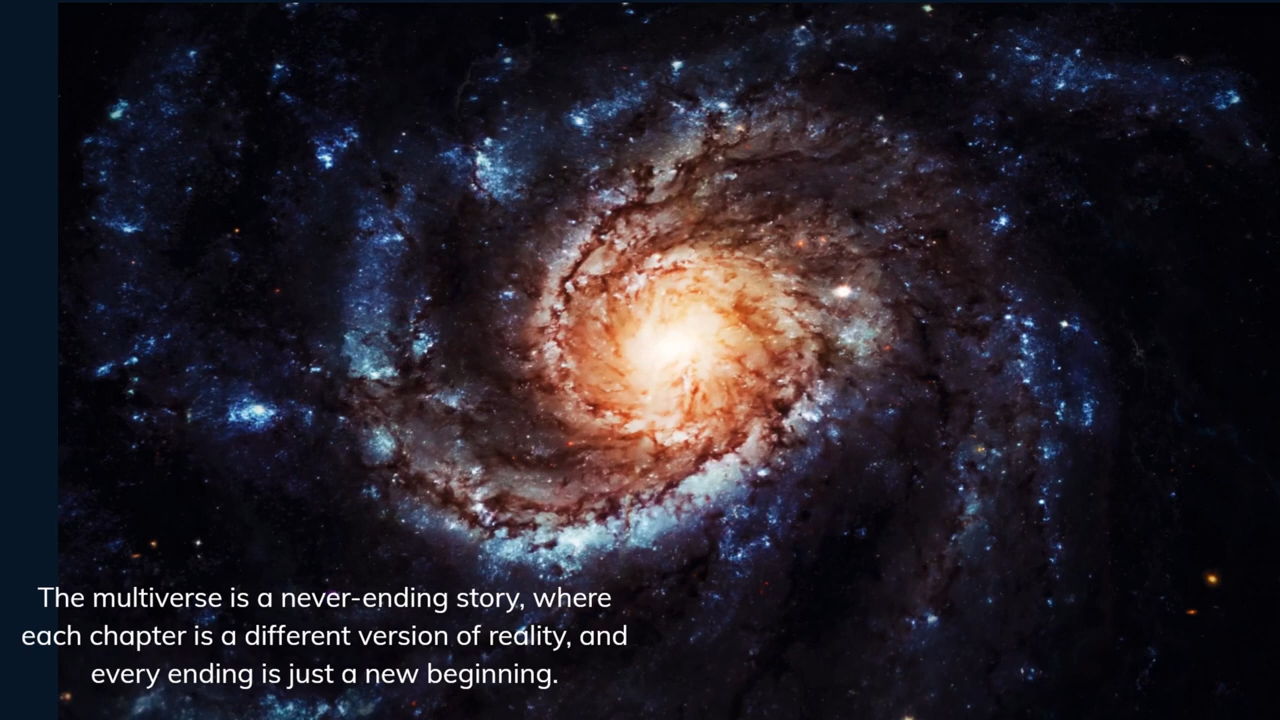 The multiverse is a never-ending story, where
each chapter is a different version of reality, and
every ending is just a new beginning.